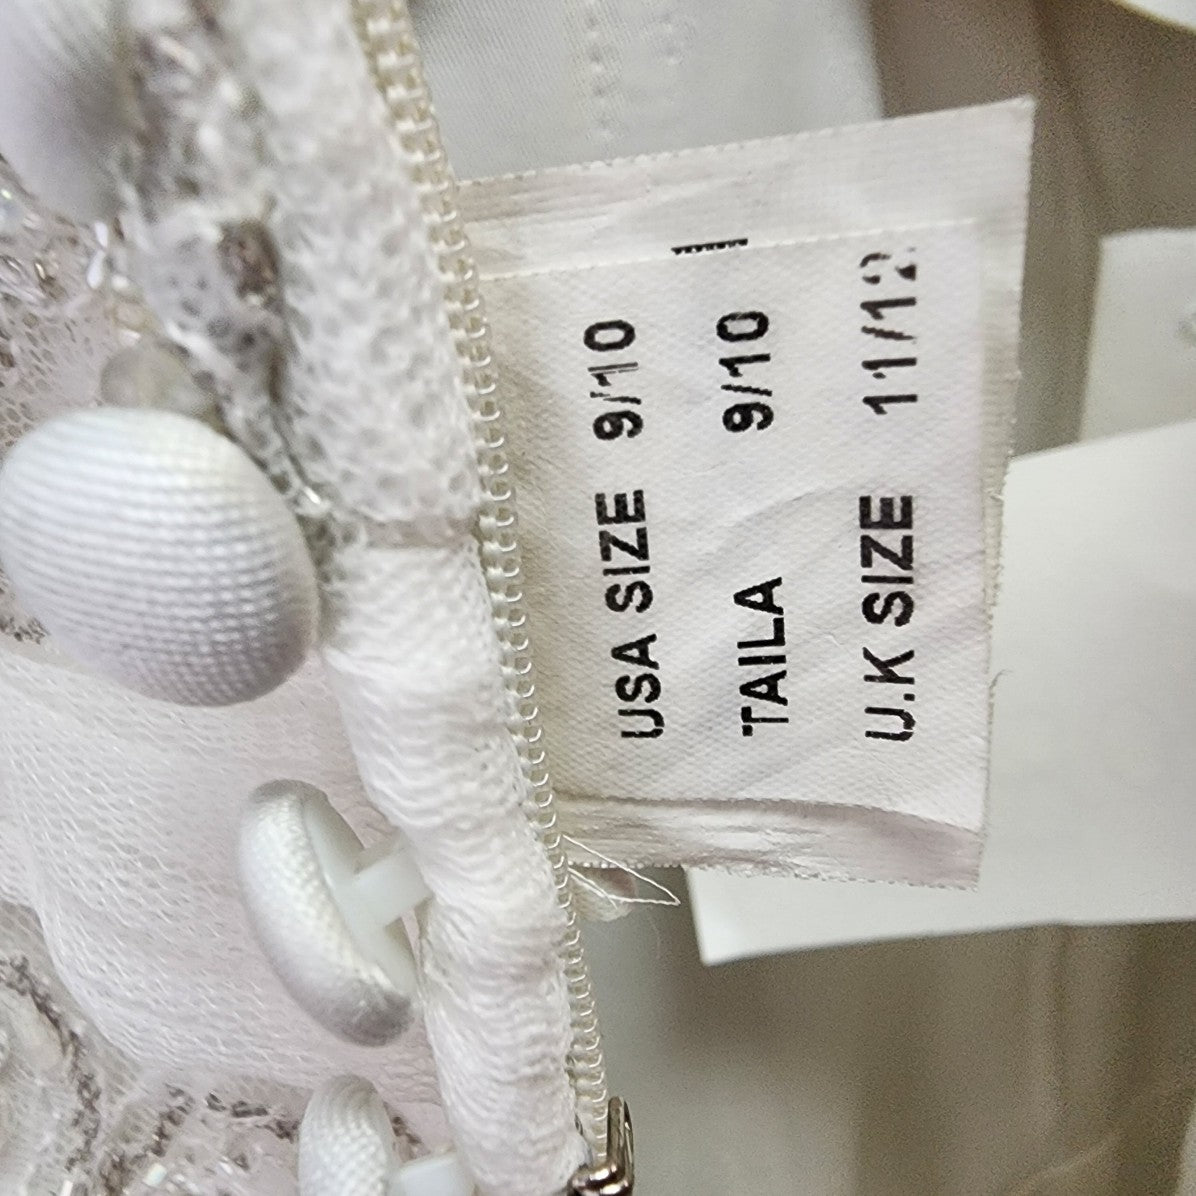 USA SIZE 9/10
TAILA 9/10
U.K SIZE 11/12